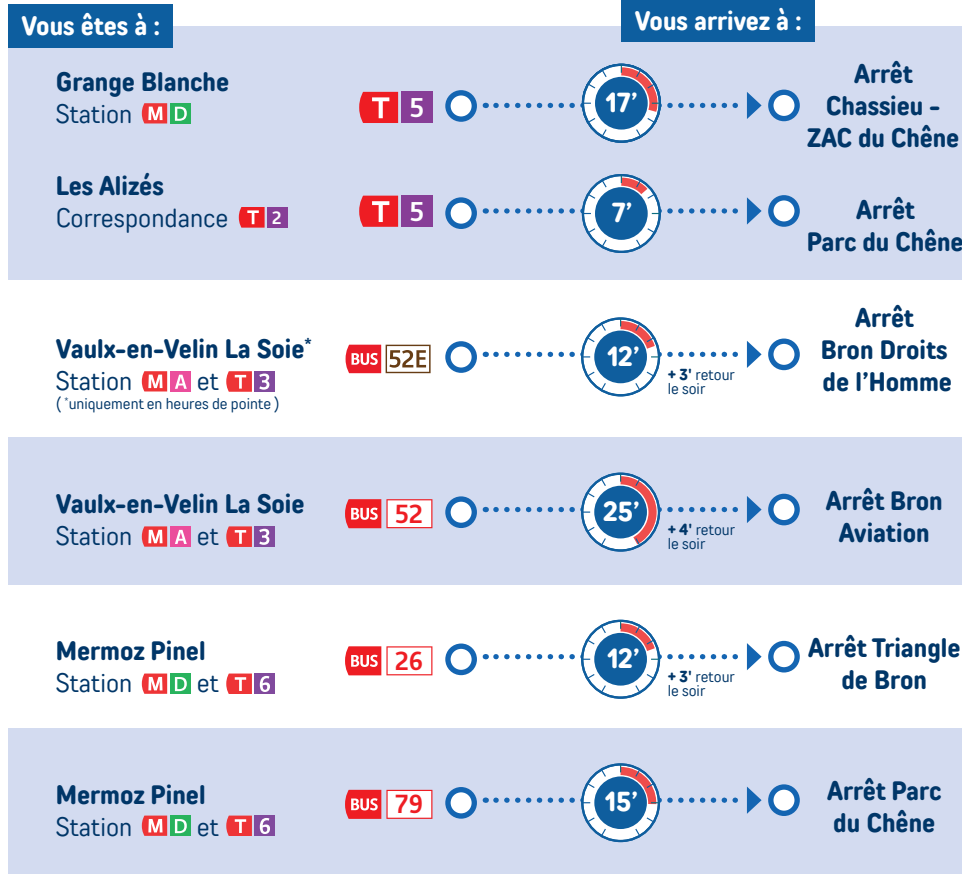 Vous êtes à :
Vous arrivez à :
Grange Blanche
Station M D
T 5
17’
Arrêt
Chassieu -
ZAC du Chêne
Les Alizés
Correspondance T 2
T 5
7’
Arrêt
Parc du Chêne
Vaulx-en-Velin La Soie*
Station M A et T 3
( *uniquement en heures de pointe )
BUS 52E
12’
+ 3' retour
le soir
Arrêt
Bron Droits
de l’Homme
Vaulx-en-Velin La Soie
Station M A et T 3
BUS 52
25’
+ 4' retour
le soir
Arrêt Bron
Aviation
Mermoz Pinel
Station M D et T 6
BUS 26
12’
+ 3' retour
le soir
Arrêt Triangle
de Bron
Mermoz Pinel
Station M D et T 6
BUS 79
15’
Arrêt Parc
du Chêne